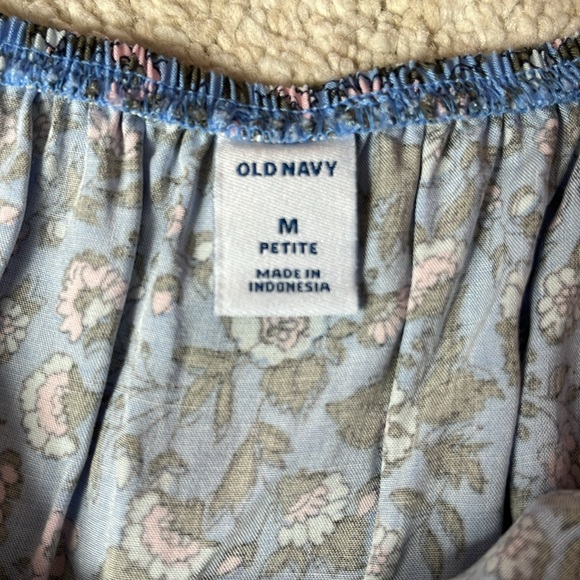 OLD NAVY
M
PETITE
MADE IN
INDONESIA